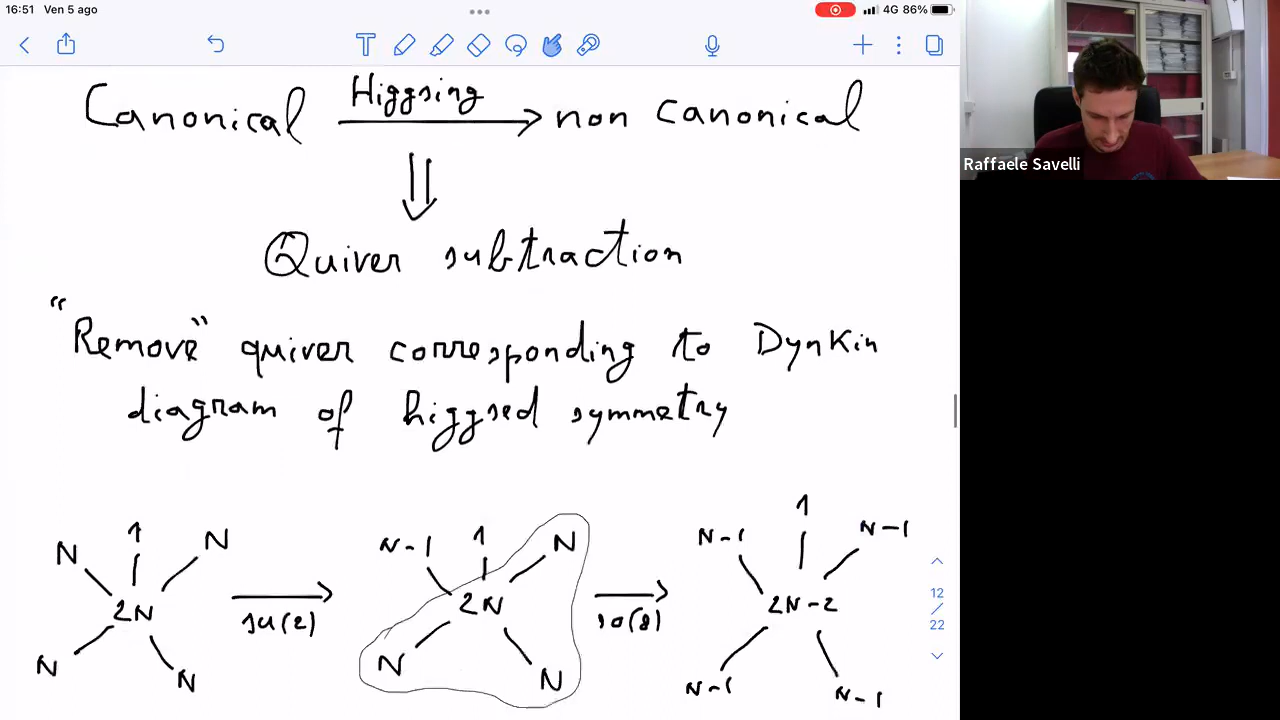 16:51 Ven 5 ago
4G 86%
Raffaele Savelli
Canonical Higgsing non canonical
Quiver subtraction
"Remove" quiver corresponding to Dynkin
diagram of higgsed symmetry
N 1 N
2N
N N
su(2)
N-1 1 N
2N
N N
so(8)
N-1 1 N-1
2N-2
N-1 N-1
12
/
22